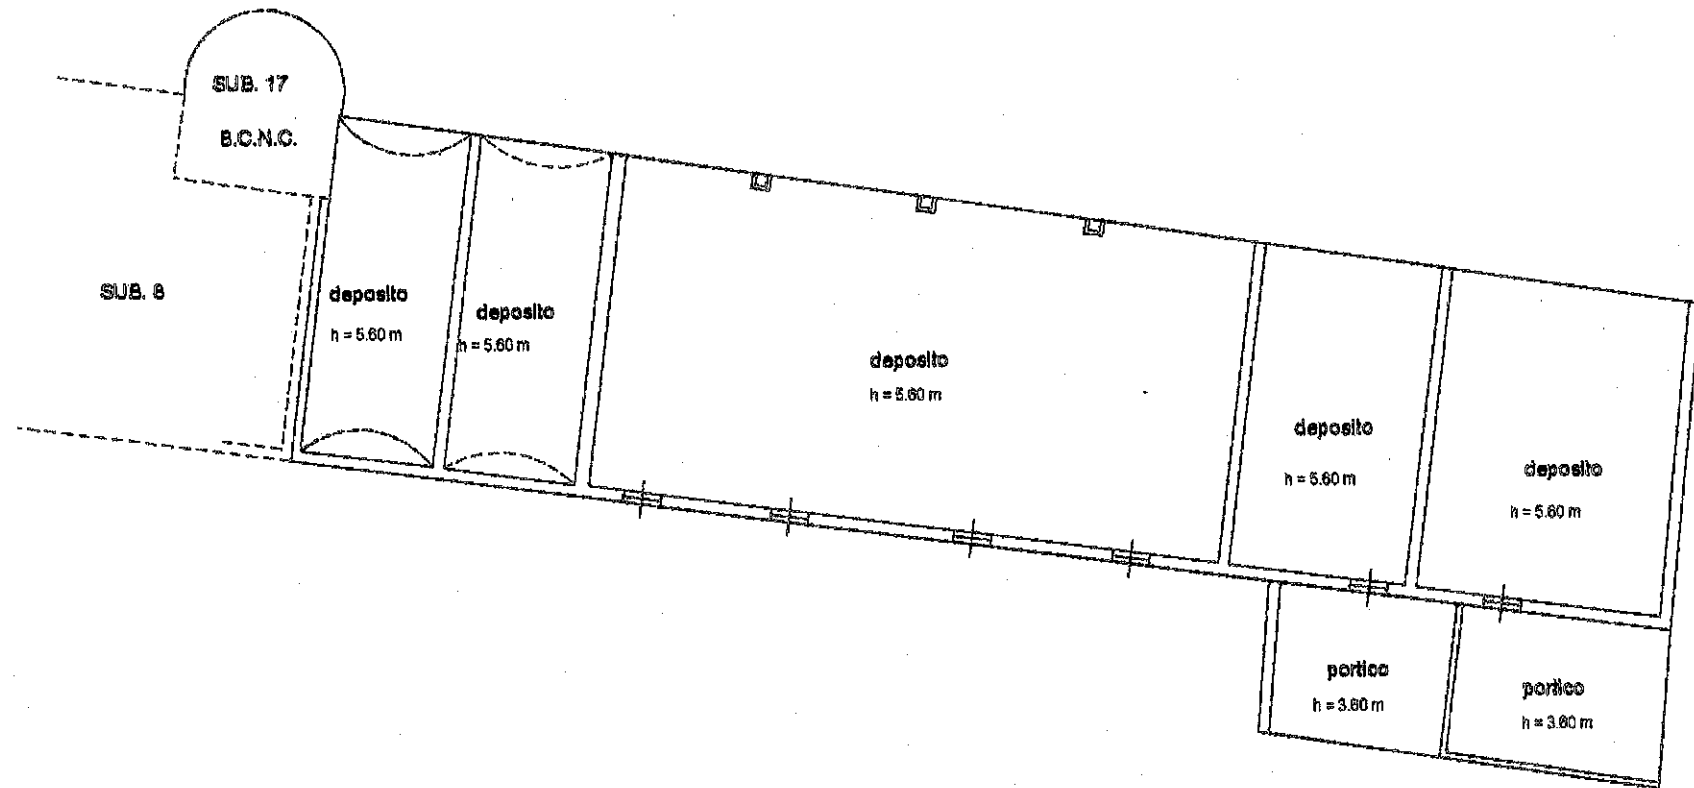 SUB. 17
B.C.N.C.
SUB. 8
deposito
h = 5.60 m
deposito
h = 5.60 m
deposito
h = 5.60 m
deposito
h = 5.60 m
deposito
h = 5.60 m
portico
h = 3.60 m
portico
h = 3.60 m